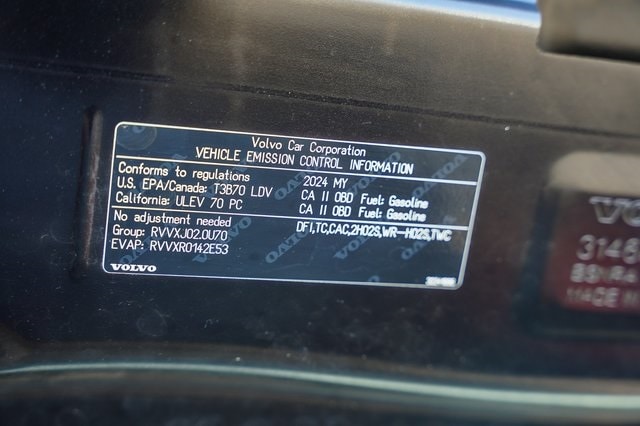 Volvo Car Corporation
VEHICLE EMISSION CONTROL INFORMATION
Conforms to regulations 2024 MY
U.S. EPA/Canada: T3B70 LDV CA II OBD Fuel: Gasoline
California: ULEV 70 PC CA II OBD Fuel: Gasoline
No adjustment needed DFI,TC,CAC,2HO2S,WR-HO2S,TWC
Group: RVVXJ02.0U70
EVAP: RVVXR0142E53
VOLVO
MADE IN